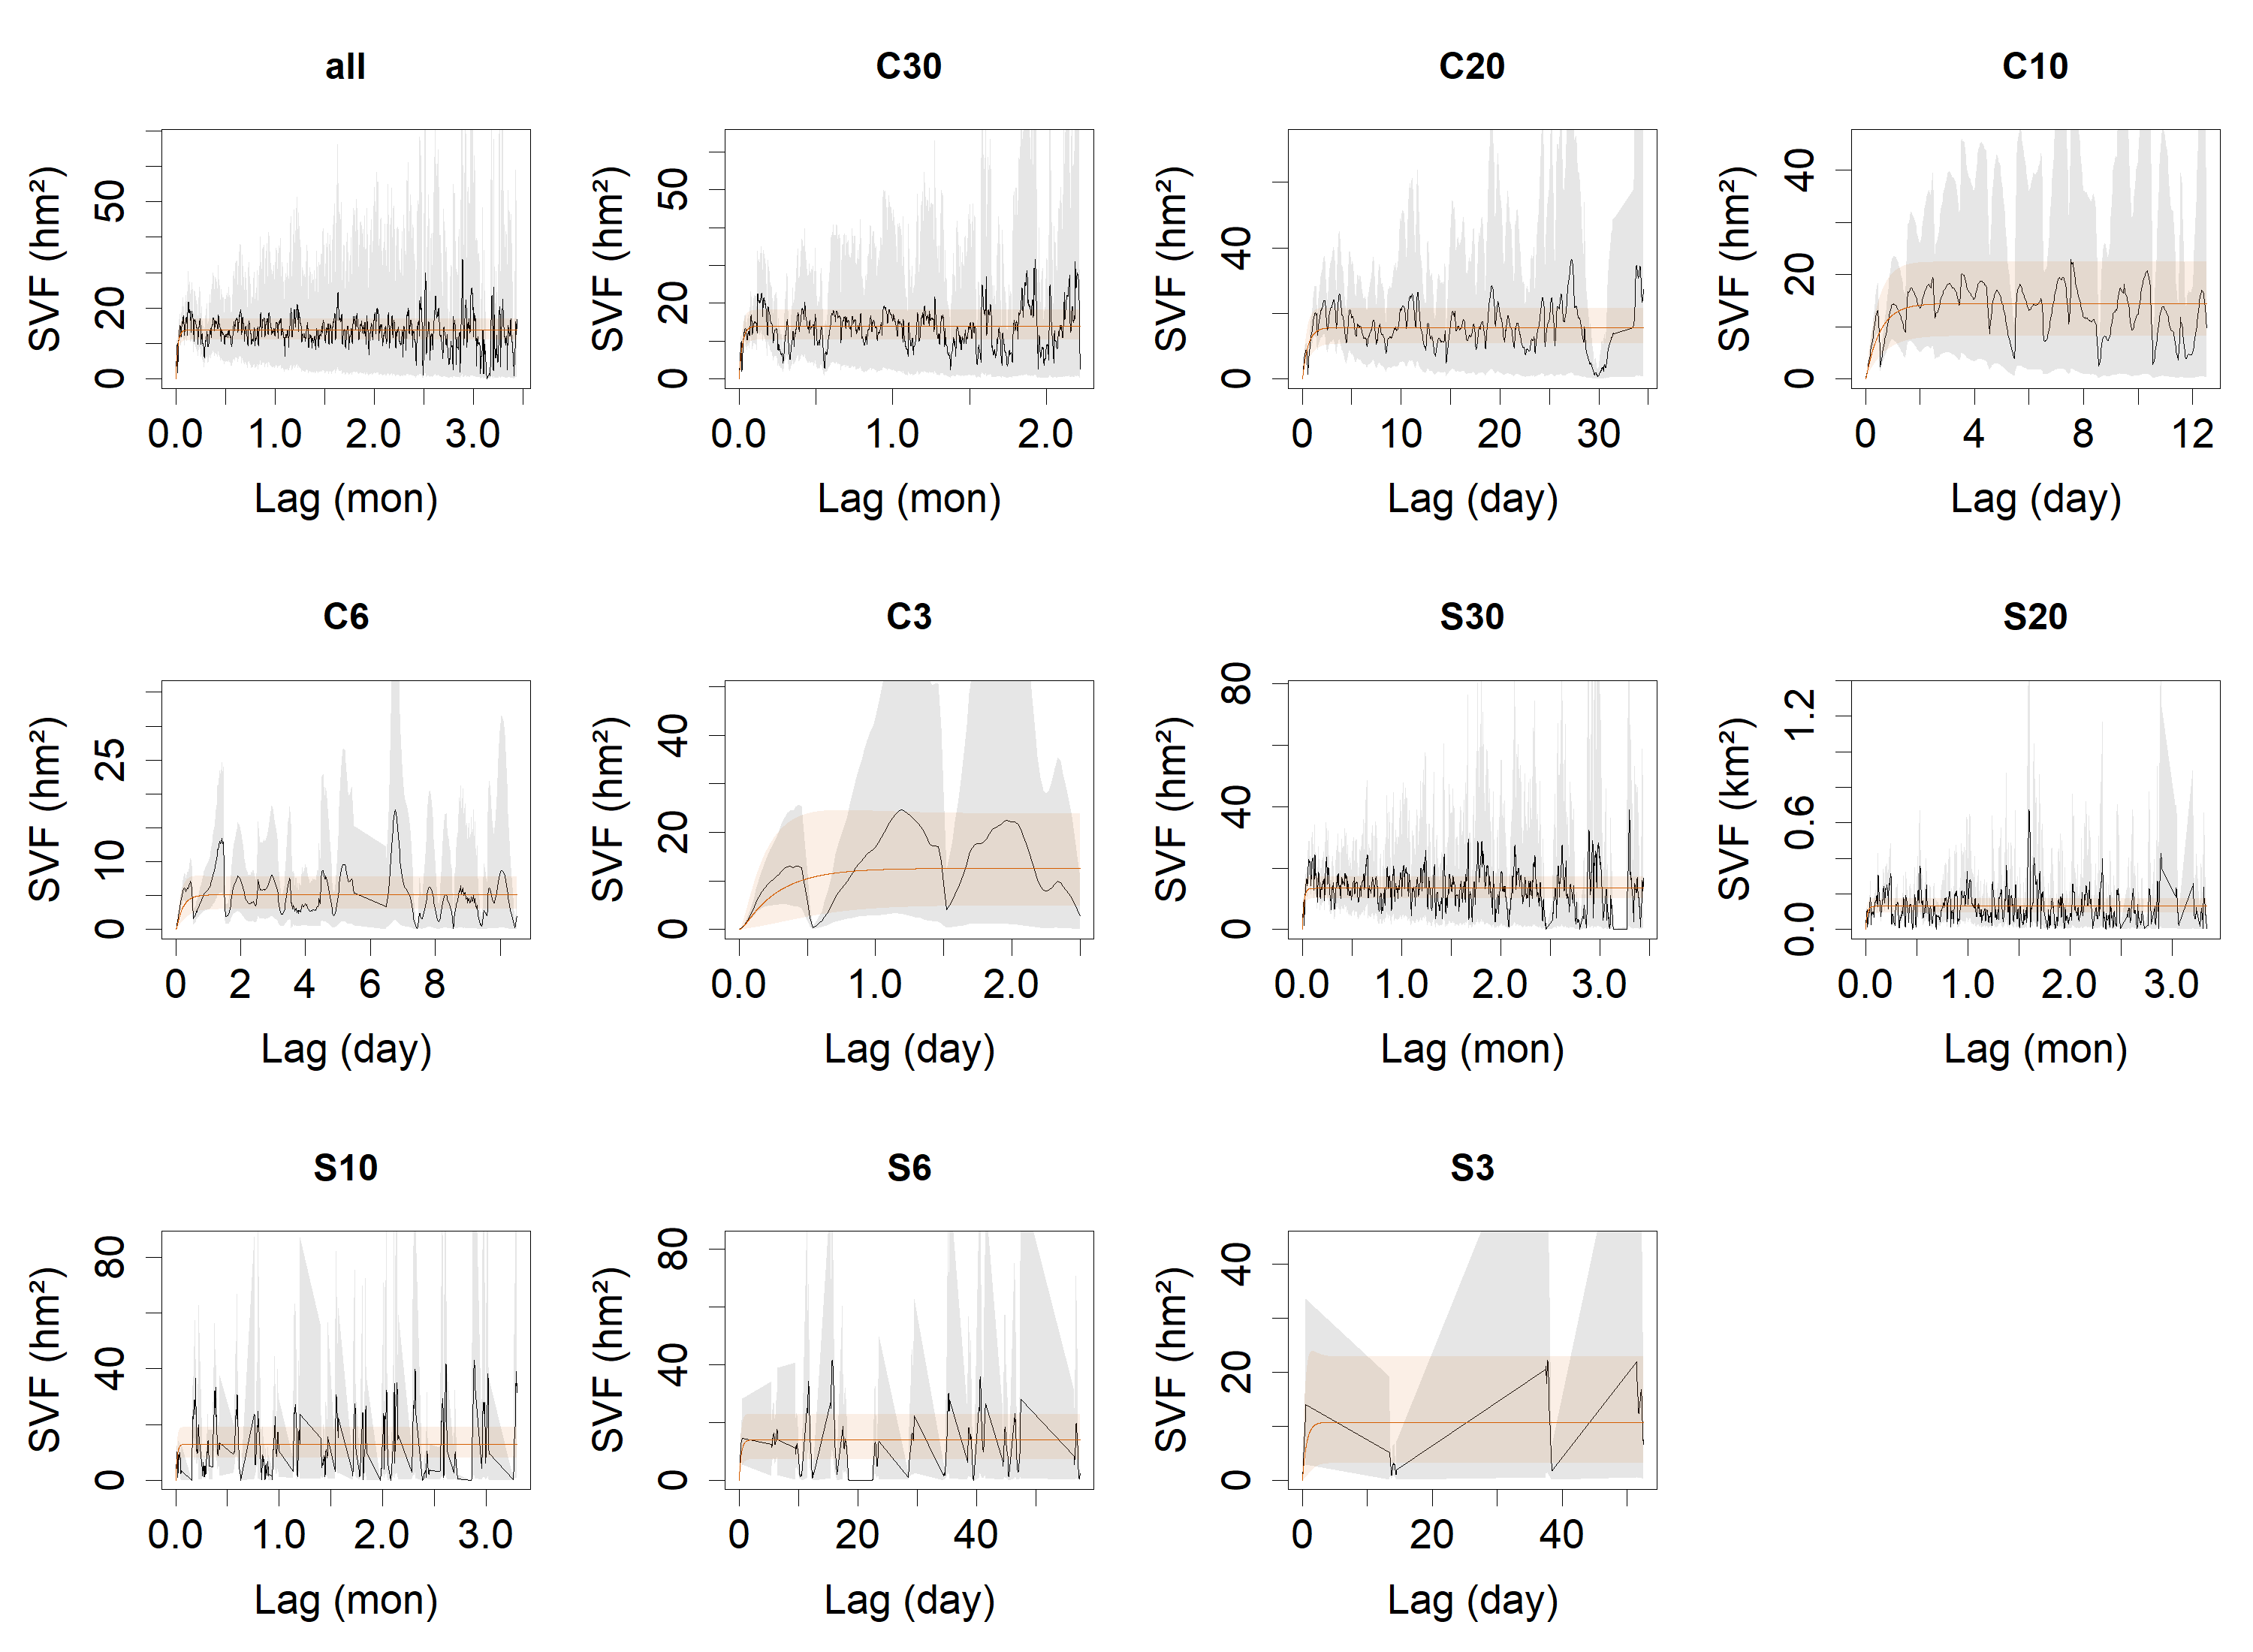 all C30 C20 C10
SVF (hm²) 0 20 50 SVF (hm²) 0 20 50 SVF (hm²) 0 40 SVF (hm²) 0 20 40
0.0 1.0 2.0 3.0 0.0 1.0 2.0 0 10 20 30 0 4 8 12
Lag (mon) Lag (mon) Lag (day) Lag (day)
C6 C3 S30 S20
SVF (hm²) 0 10 25 SVF (hm²) 0 20 40 SVF (hm²) 0 40 80 SVF (km²) 0.0 0.6 1.2
0 2 4 6 8 0.0 1.0 2.0 0.0 1.0 2.0 3.0 0.0 1.0 2.0 3.0
Lag (day) Lag (day) Lag (mon) Lag (mon)
S10 S6 S3
SVF (hm²) 0 40 80 SVF (hm²) 0 40 80 SVF (hm²) 0 20 40
0.0 1.0 2.0 3.0 0 20 40 0 20 40
Lag (mon) Lag (day) Lag (day)